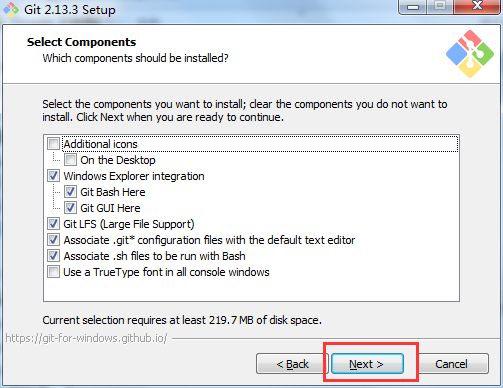 Git 2.13.3 Setup
Select Components
Which components should be installed?
Select the components you want to install; clear the components you do not want to
install. Click Next when you are ready to continue.
Additional icons
On the Desktop
Windows Explorer integration
Git Bash Here
Git GUI Here
Git LFS (Large File Support)
Associate .git* configuration files with the default text editor
Associate .sh files to be run with Bash
Use a TrueType font in all console windows
Current selection requires at least 219.7 MB of disk space.
https://git-for-windows.github.io/
< Back
Next >
Cancel